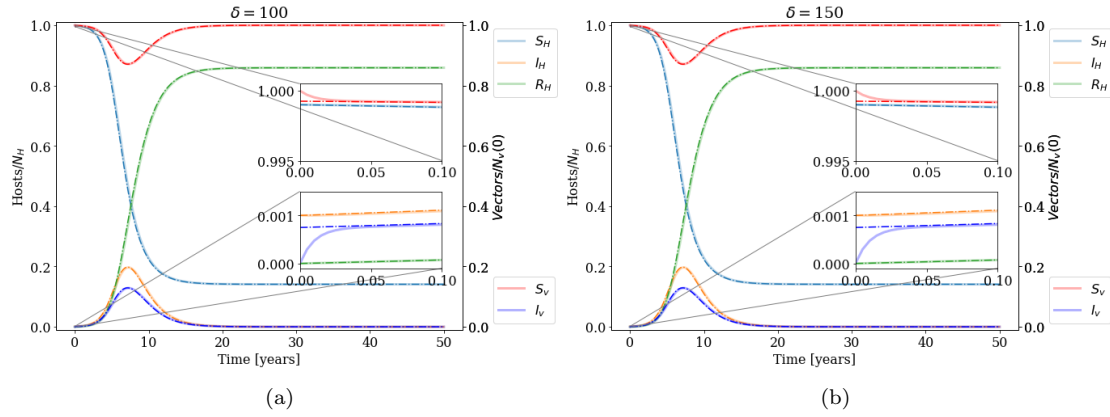 δ = 100
Hosts/N_H
1.0
0.8
0.6
0.4
0.2
0.0
0 10 20 30 40 50
Time [years]
1.000
0.995
0.00 0.05 0.10
0.001
0.000
0.00 0.05 0.10
1.0
0.8
0.6
0.4
0.2
0.0
Vectors/N_v(0)
S_H
I_H
R_H
S_v
I_v
(a)
δ = 150
Hosts/N_H
1.0
0.8
0.6
0.4
0.2
0.0
0 10 20 30 40 50
Time [years]
1.000
0.995
0.00 0.05 0.10
0.001
0.000
0.00 0.05 0.10
1.0
0.8
0.6
0.4
0.2
0.0
Vectors/N_v(0)
S_H
I_H
R_H
S_v
I_v
(b)